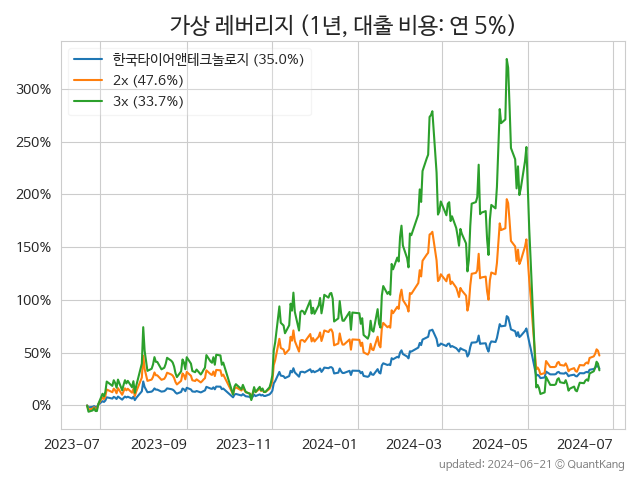 가상 레버리지 (1년, 대출 비용: 연 5%)
한국타이어앤테크놀로지 (35.0%)
2x (47.6%)
3x (33.7%)
300%
250%
200%
150%
100%
50%
0%
2023-07 2023-09 2023-11 2024-01 2024-03 2024-05 2024-07
updated: 2024-06-21 © QuantKang